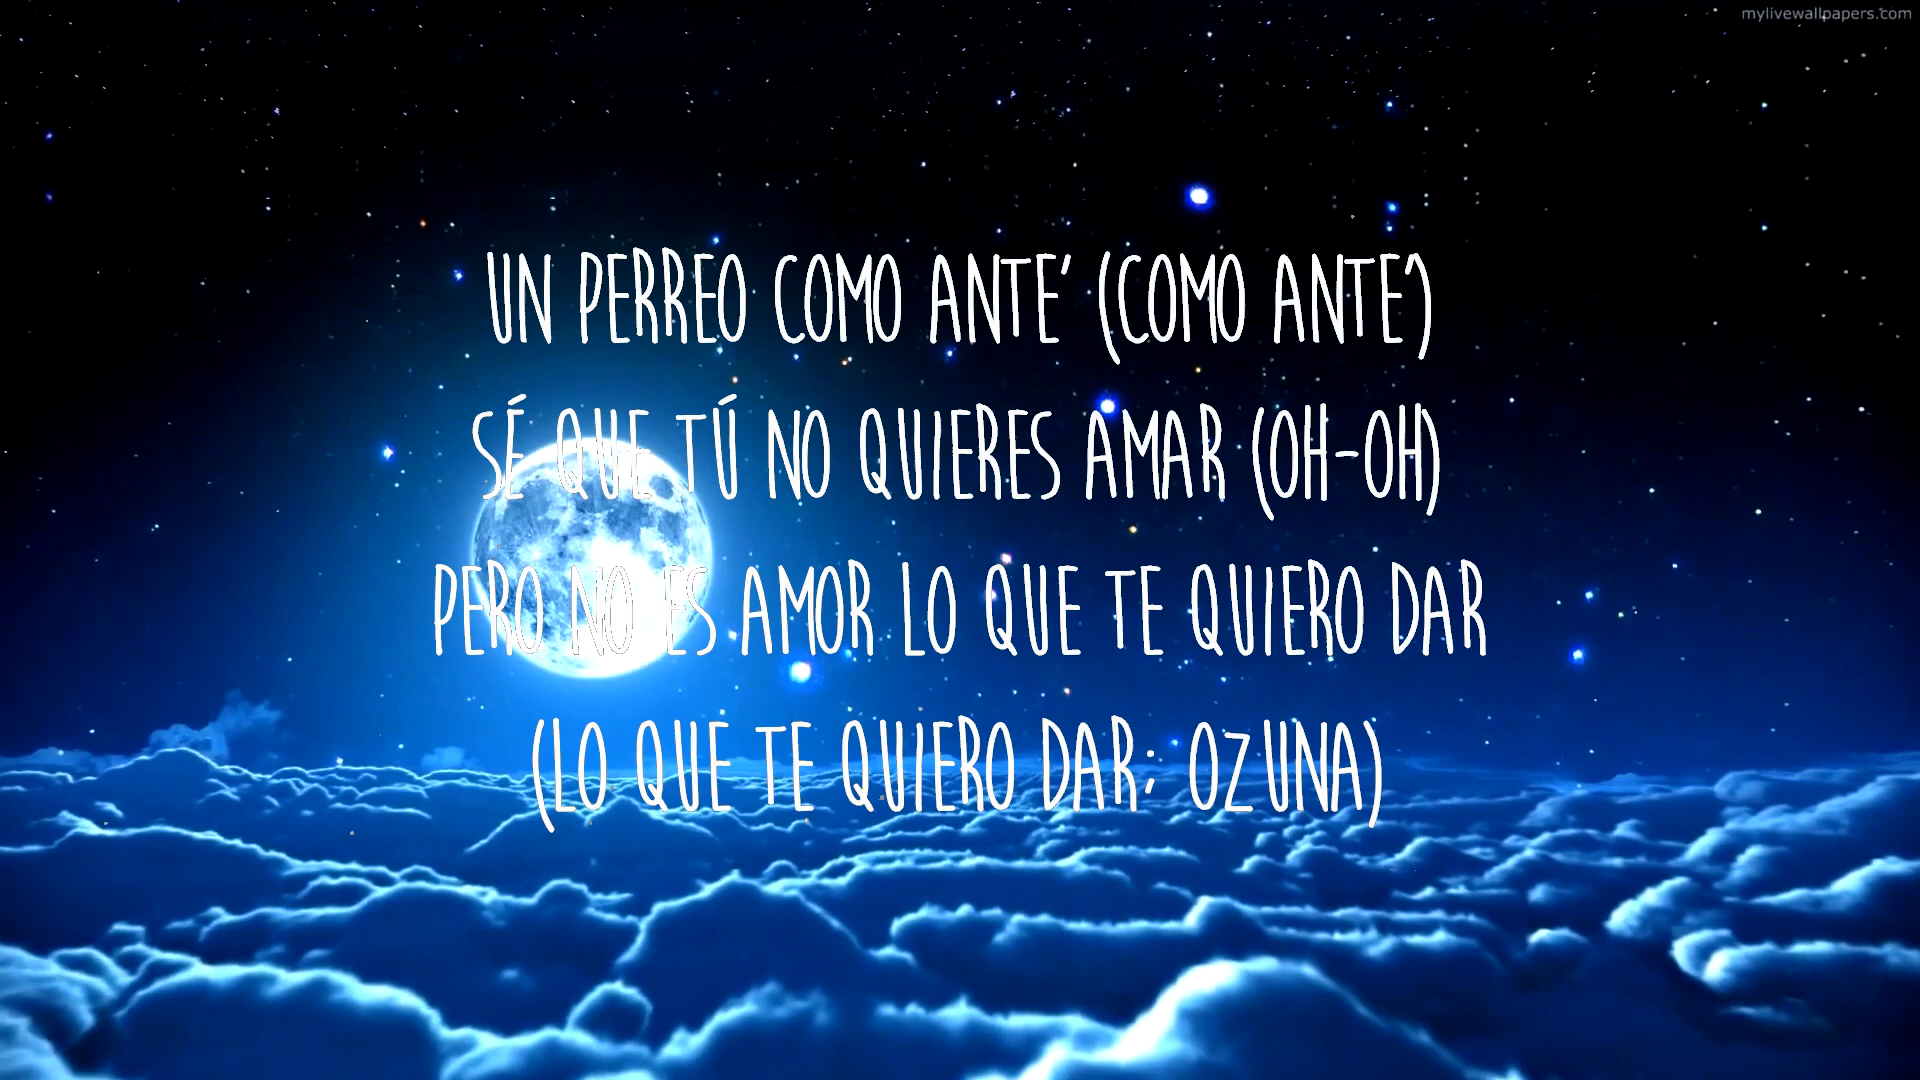 mylivewallpapers.com
UN PERREO COMO ANTE' (COMO ANTE')
SÉ QUE TÚ NO QUIERES AMAR (OH-OH)
PERO NO ES AMOR LO QUE TE QUIERO DAR
(LO QUE TE QUIERO DAR; OZUNA)